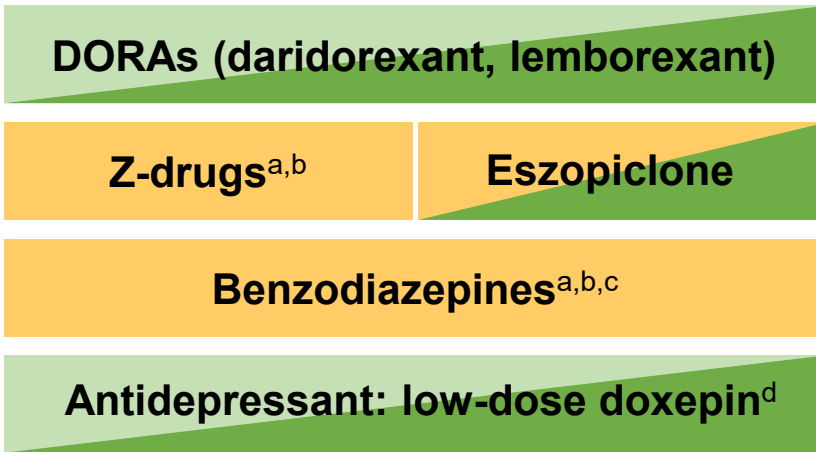 DORAs (daridorexant, lemborexant)
Z-drugsa,b
Eszopiclone
Benzodiazepinesa,b,c
Antidepressant: low-dose doxepind